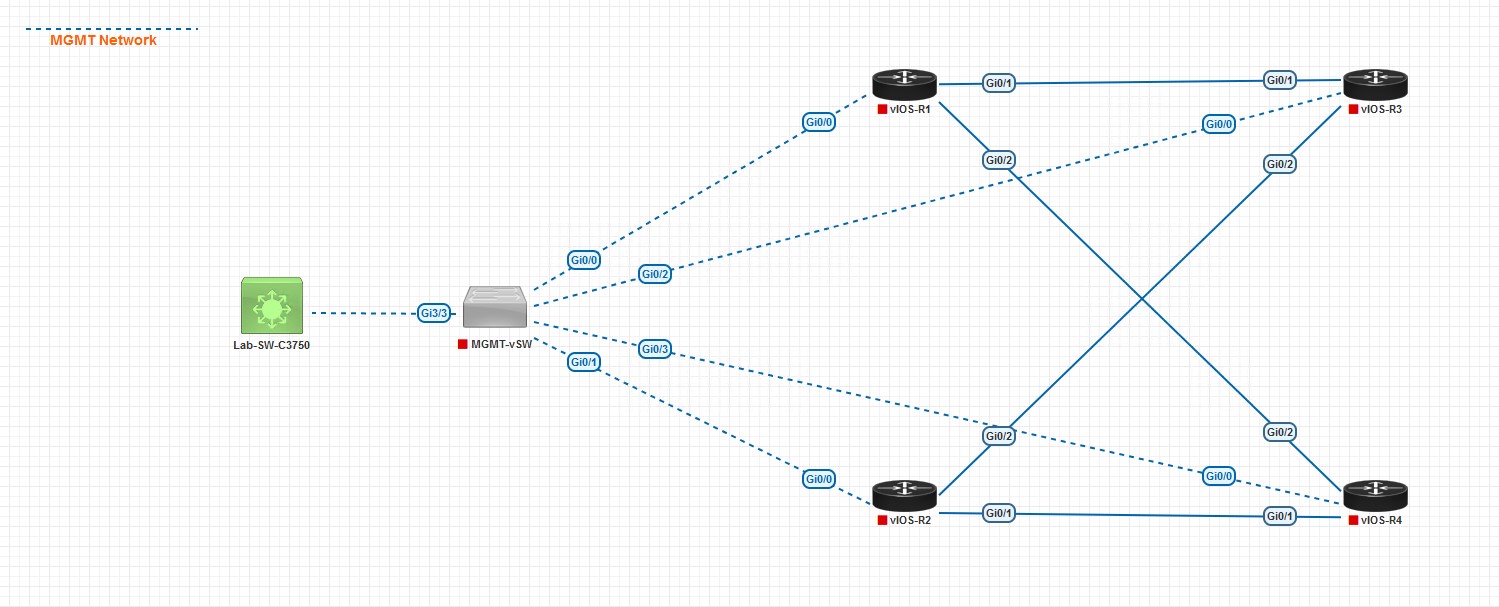 MGMT Network
Gi0/1
Gi0/1
vIOS-R1
vIOS-R3
Gi0/0
Gi0/0
Gi0/2
Gi0/2
Gi0/0
Gi0/2
Gi3/3
Lab-SW-C3750
MGMT-vSW
Gi0/3
Gi0/1
Gi0/2
Gi0/2
Gi0/0
Gi0/0
Gi0/1
Gi0/1
vIOS-R2
vIOS-R4